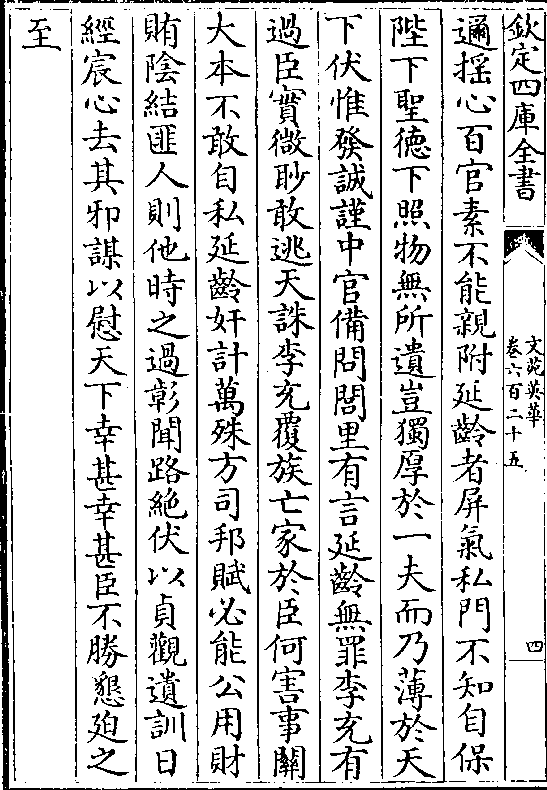 欽定四庫全書
文苑英華
卷六百二十五
四
邇揺心百官素不能親附延齡者屏氣私門不知自保
陛下聖徳下照物無所遺豈獨厚於一夫而乃薄於天
下伏惟發誠謹中官備問閭里有言延齡無罪李充有
過臣實微眇敢逃天誅李充覆族亡家於臣何害事關
大本不敢自私延齡奸計萬殊方司邦賦必能公用財
賄陰結匪人則他時之過彰聞路絶伏以貞觀遺訓日
經宸心去其邪謀以慰天下幸甚幸甚臣不勝懇廹之
至